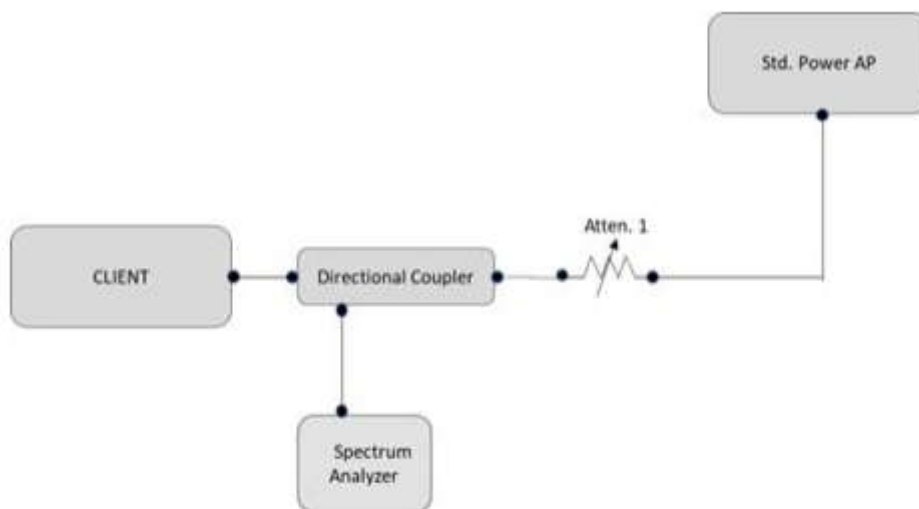 Std. Power AP
Atten. 1
CLIENT
Directional Coupler
Spectrum
Analyzer